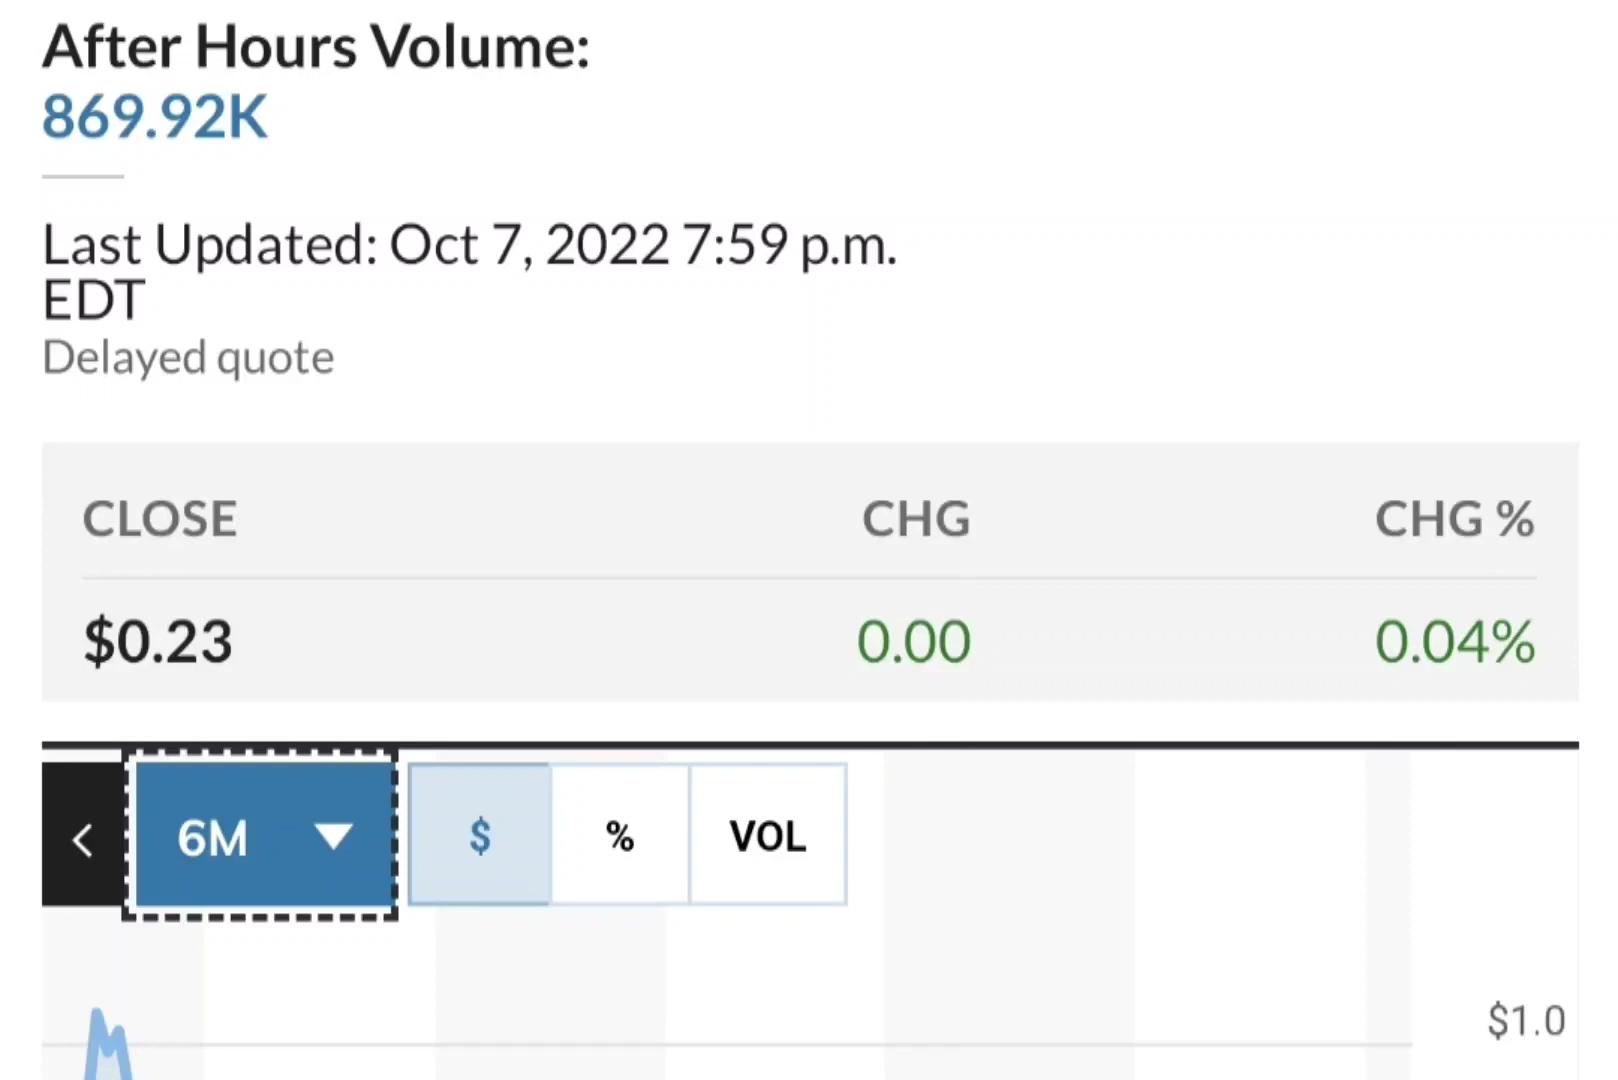 After Hours Volume:
869.92K
Last Updated: Oct 7, 2022 7:59 p.m.
EDT
Delayed quote
CLOSE CHG CHG %
$0.23 0.00 0.04%
6M $ % VOL
$1.0